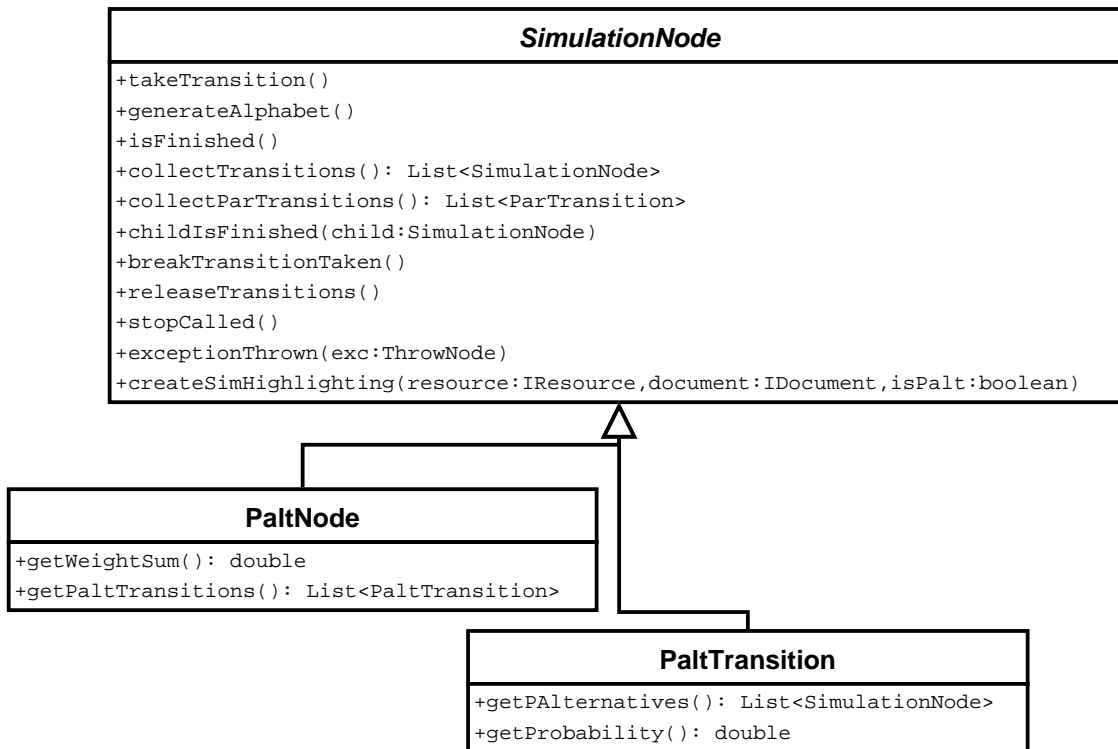 SimulationNode
+takeTransition()
+generateAlphabet()
+isFinished()
+collectTransitions(): List<SimulationNode>
+collectParTransitions(): List<ParTransition>
+childIsFinished(child:SimulationNode)
+breakTransitionTaken()
+releaseTransitions()
+stopCalled()
+exceptionThrown(exc:ThrowNode)
+createSimHighlighting(resource:IResource,document:IDocument,isPalt:boolean)
PaltNode
+getWeightSum(): double
+getPaltTransitions(): List<PaltTransition>
PaltTransition
+getPAlternatives(): List<SimulationNode>
+getProbability(): double